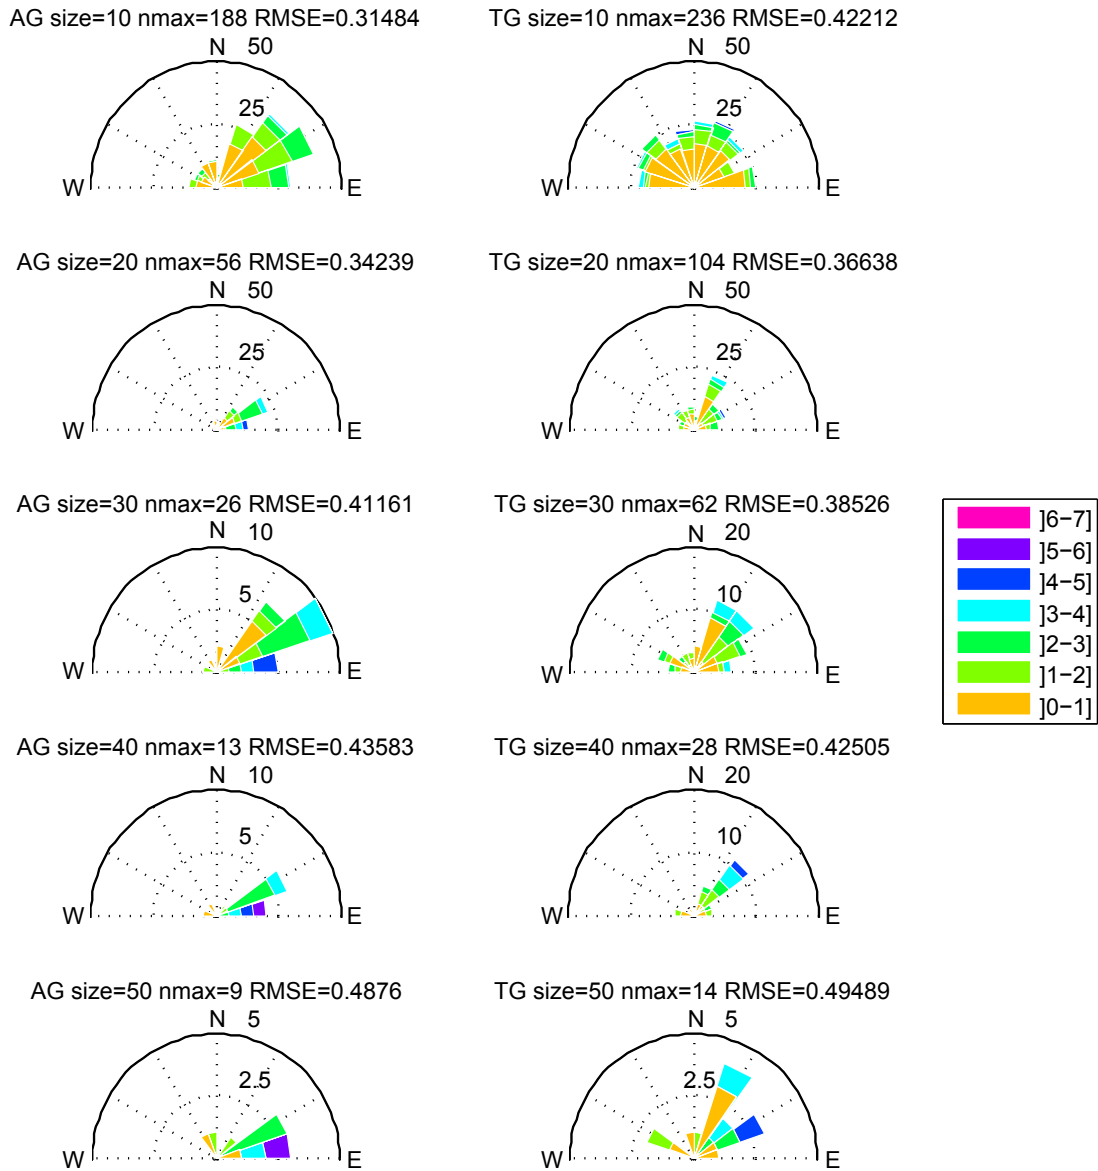 AG size=10 nmax=188 RMSE=0.31484
N 50
25
W E
TG size=10 nmax=236 RMSE=0.42212
N 50
25
W E
AG size=20 nmax=56 RMSE=0.34239
N 50
25
W E
TG size=20 nmax=104 RMSE=0.36638
N 50
25
W E
AG size=30 nmax=26 RMSE=0.41161
N 10
5
W E
TG size=30 nmax=62 RMSE=0.38526
N 20
10
W E
]6−7]
]5−6]
]4−5]
]3−4]
]2−3]
]1−2]
]0−1]
AG size=40 nmax=13 RMSE=0.43583
N 10
5
W E
TG size=40 nmax=28 RMSE=0.42505
N 20
10
W E
AG size=50 nmax=9 RMSE=0.4876
N 5
2.5
W E
TG size=50 nmax=14 RMSE=0.49489
N 5
2.5
W E